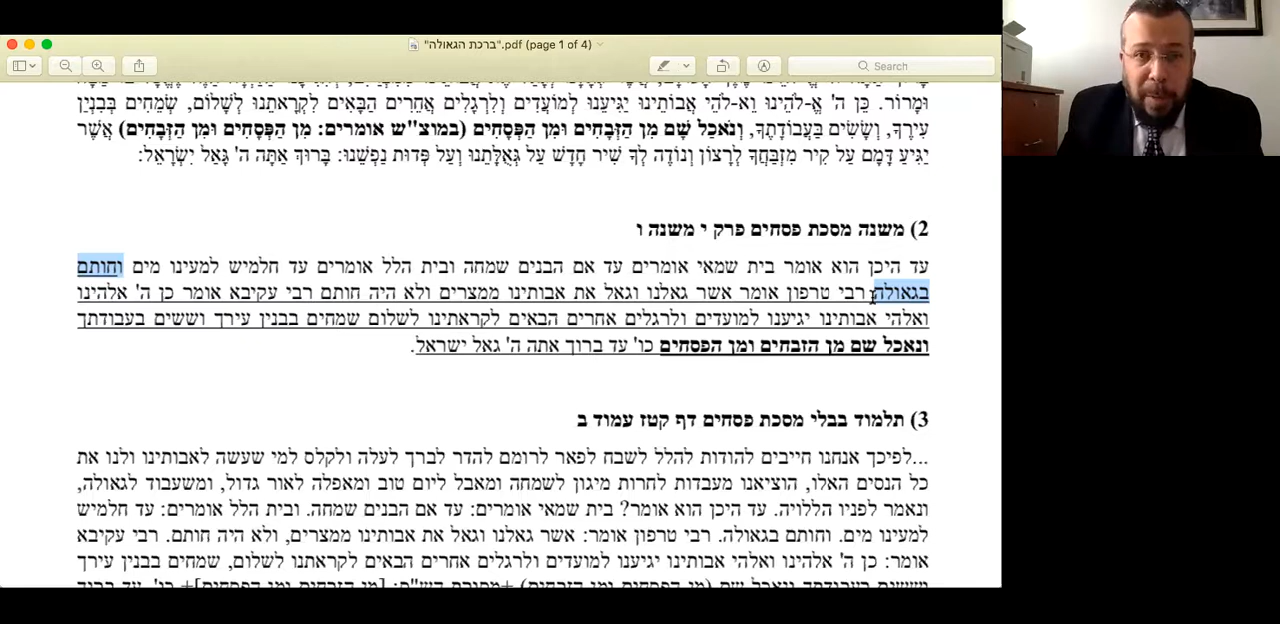 "ברכת הגאולה".pdf (page 1 of 4)
Search
וּמָרוֹר. כֵּן ה' אֱ-לֹהֵינוּ וֵא-לֹהֵי אֲבוֹתֵינוּ יַגִּיעֵנוּ לְמוֹעֲדִים וְלִרְגָלִים אֲחֵרִים הַבָּאִים לִקְרָאתֵנוּ לְשָׁלוֹם, שְׂמֵחִים בְּבִנְיַן
עִירֶךָ, וְשָׂשִׂים בַּעֲבוֹדָתֶךָ, וְנֹאכַל שָׁם מִן הַזְּבָחִים וּמִן הַפְּסָחִים (במוצ"ש אומרים: מִן הַפְּסָחִים וּמִן הַזְּבָחִים) אֲשֶׁר
יַגִּיעַ דָּמָם עַל קִיר מִזְבַּחֲךָ לְרָצוֹן וְנוֹדֶה לְךָ שִׁיר חָדָשׁ עַל גְּאֻלָּתֵנוּ וְעַל פְּדוּת נַפְשֵׁנוּ: בָּרוּךְ אַתָּה ה' גָּאַל יִשְׂרָאֵל:
2) משנה מסכת פסחים פרק י משנה ו
עד היכן הוא אומר בית שמאי אומרים עד אם הבנים שמחה ובית הלל אומרים עד חלמיש למעינו מים וחותם
בגאולה רבי טרפון אומר אשר גאלנו וגאל את אבותינו ממצרים ולא היה חותם רבי עקיבא אומר כן ה' אלהינו
ואלהי אבותינו יגיענו למועדים ולרגלים אחרים הבאים לקראתינו לשלום שמחים בבנין עירך וששים בעבודתך
ונאכל שם מן הזבחים ומן הפסחים כו' עד ברוך אתה ה' גאל ישראל.
3) תלמוד בבלי מסכת פסחים דף קטז עמוד ב
...לפיכך אנחנו חייבים להודות להלל לשבח לפאר לרומם להדר לברך לעלה ולקלס למי שעשה לאבותינו ולנו את
כל הנסים האלו, הוציאנו מעבדות לחרות מיגון לשמחה ומאבל ליום טוב ומאפלה לאור גדול, ומשעבוד לגאולה,
ונאמר לפניו הללויה. עד היכן הוא אומר? בית שמאי אומרים: עד אם הבנים שמחה. ובית הלל אומרים: עד חלמיש
למעינו מים. וחותם בגאולה. רבי טרפון אומר: אשר גאלנו וגאל את אבותינו ממצרים, ולא היה חותם. רבי עקיבא
אומר: כן ה' אלהינו ואלהי אבותינו יגיענו למועדים ולרגלים אחרים הבאים לקראתנו לשלום, שמחים בבנין עירך